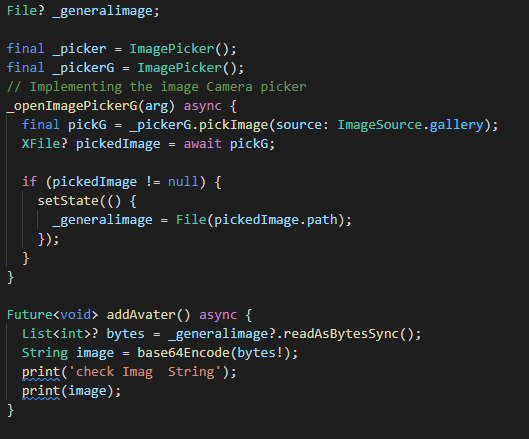 File? _generalimage;
final _picker = ImagePicker();
final _pickerG = ImagePicker();
// Implementing the image Camera picker
_openImagePickerG(arg) async {
final pickG = _pickerG.pickImage(source: ImageSource.gallery);
XFile? pickedImage = await pickG;
if (pickedImage != null) {
setState(() {
_generalimage = File(pickedImage.path);
});
}
}
Future<void> addAvater() async {
List<int>? bytes = _generalimage?.readAsBytesSync();
String image = base64Encode(bytes!);
print('check Imag  String');
print(image);
}